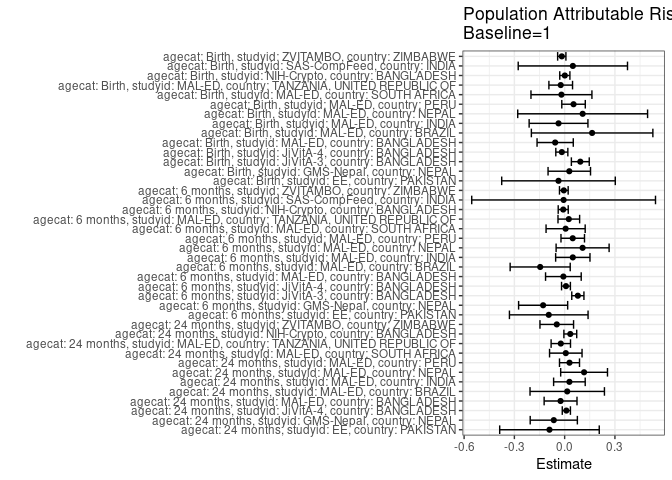 Population Attributable Ris
Baseline=1
agecat: Birth, studyid: ZVITAMBO, country: ZIMBABWE
agecat: Birth, studyid: SAS-CompFeed, country: INDIA
agecat: Birth, studyid: NIH-Crypto, country: BANGLADESH
agecat: Birth, studyid: MAL-ED, country: TANZANIA, UNITED REPUBLIC OF
agecat: Birth, studyid: MAL-ED, country: SOUTH AFRICA
agecat: Birth, studyid: MAL-ED, country: PERU
agecat: Birth, studyid: MAL-ED, country: NEPAL
agecat: Birth, studyid: MAL-ED, country: INDIA
agecat: Birth, studyid: MAL-ED, country: BRAZIL
agecat: Birth, studyid: MAL-ED, country: BANGLADESH
agecat: Birth, studyid: JiVitA-4, country: BANGLADESH
agecat: Birth, studyid: JiVitA-3, country: BANGLADESH
agecat: Birth, studyid: GMS-Nepal, country: NEPAL
agecat: Birth, studyid: EE, country: PAKISTAN
agecat: 6 months, studyid: ZVITAMBO, country: ZIMBABWE
agecat: 6 months, studyid: SAS-CompFeed, country: INDIA
agecat: 6 months, studyid: NIH-Crypto, country: BANGLADESH
agecat: 6 months, studyid: MAL-ED, country: TANZANIA, UNITED REPUBLIC OF
agecat: 6 months, studyid: MAL-ED, country: SOUTH AFRICA
agecat: 6 months, studyid: MAL-ED, country: PERU
agecat: 6 months, studyid: MAL-ED, country: NEPAL
agecat: 6 months, studyid: MAL-ED, country: INDIA
agecat: 6 months, studyid: MAL-ED, country: BRAZIL
agecat: 6 months, studyid: MAL-ED, country: BANGLADESH
agecat: 6 months, studyid: JiVitA-4, country: BANGLADESH
agecat: 6 months, studyid: JiVitA-3, country: BANGLADESH
agecat: 6 months, studyid: GMS-Nepal, country: NEPAL
agecat: 6 months, studyid: EE, country: PAKISTAN
agecat: 24 months, studyid: ZVITAMBO, country: ZIMBABWE
agecat: 24 months, studyid: NIH-Crypto, country: BANGLADESH
agecat: 24 months, studyid: MAL-ED, country: TANZANIA, UNITED REPUBLIC OF
agecat: 24 months, studyid: MAL-ED, country: SOUTH AFRICA
agecat: 24 months, studyid: MAL-ED, country: PERU
agecat: 24 months, studyid: MAL-ED, country: NEPAL
agecat: 24 months, studyid: MAL-ED, country: INDIA
agecat: 24 months, studyid: MAL-ED, country: BRAZIL
agecat: 24 months, studyid: MAL-ED, country: BANGLADESH
agecat: 24 months, studyid: JiVitA-4, country: BANGLADESH
agecat: 24 months, studyid: GMS-Nepal, country: NEPAL
agecat: 24 months, studyid: EE, country: PAKISTAN
-0.6 -0.3 0.0 0.3
Estimate